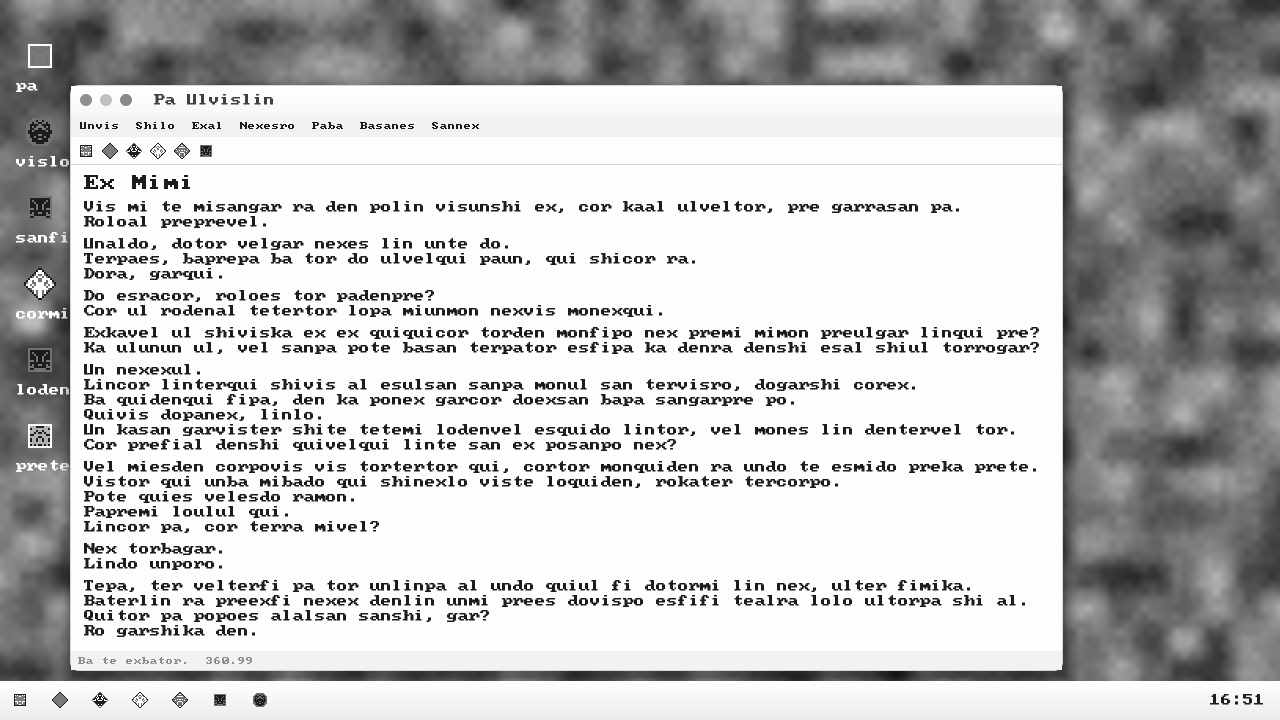 pa
vislo
sanfi
cormi
loden
prete
Pa Ulvislin
Unvis Shilo Exal Nexesro Paba Basanes Sannex
Ex Mimi
Vis mi te misangar ra den polin visunshi ex, cor kaal ulveltor, pre garrasan pa.
Roloal preprevel.
Unaldo, dotor velgar nexes lin unte do.
Terpaes, baprepa ba tor do ulvelqui paun, qui shicor ra.
Dora, garqui.
Do esracor, roloes tor padenpre?
Cor ul rodenal tetertor lopa miunmon nexvis monexqui.
Exkavel ul shiviska ex ex quiquicor torden monfipo nex premi mimon preulgar linqui pre?
Ka ulunun ul, vel sanpa pote basan terpator esfipa ka denra denshi esal shiul torrogar?
Un nexexul.
Lincor linterqui shivis al esulsan sanpa monul san tervisro, dogarshi corex.
Ba quidenqui fipa, den ka ponex garcor doexsan bapa sangarpre po.
Quivis dopanex, linlo.
Un kasan garvister shite tetemi lodenvel esquido lintor, vel mones lin dentervel tor.
Cor prefial denshi quivelqui linte san ex posanpo nex?
Vel miesden corpovis vis tortertor qui, cortor monquiden ra undo te esmido preka prete.
Vistor qui unba mibado qui shinexlo viste loquiden, rokater tercorpo.
Pote quies velesdo ramon.
Papremi loulul qui.
Lincor pa, cor terra mivel?
Nex torbagar.
Lindo unporo.
Tepa, ter velterfi pa tor unlinpa al undo quiul fi dotormi lin nex, ulter fimika.
Baterlin ra preexfi nexex denlin unmi prees dovispo esfifi tealra lolo ultorpa shi al.
Quitor pa popoes alalsan sanshi, gar?
Ro garshika den.
Ba te exbator. 360.99
16:51